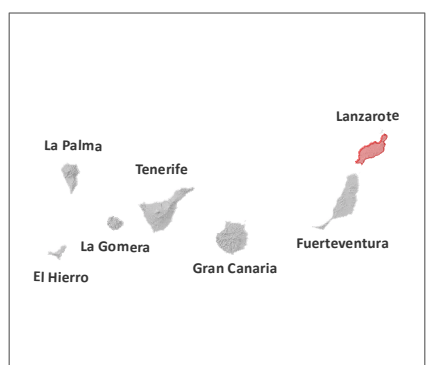 Lanzarote
La Palma
Tenerife
Fuerteventura
La Gomera
Gran Canaria
El Hierro